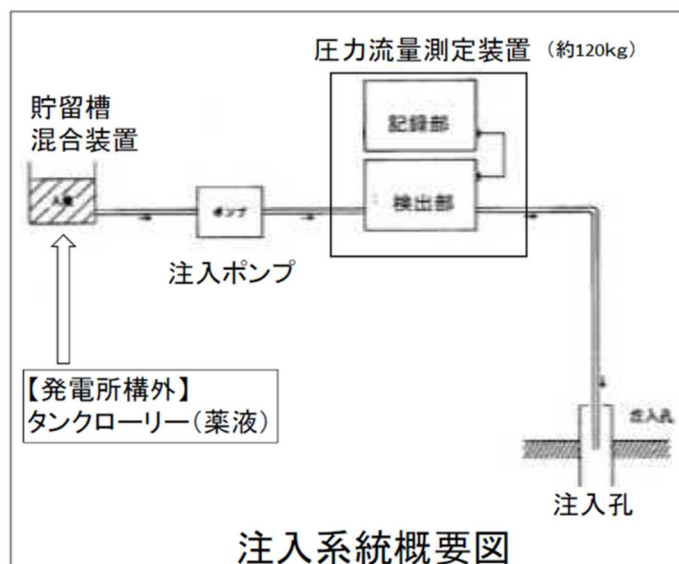 圧力流量測定装置 (約120kg)
貯留槽
混合装置
記録部
検出部
ポンプ
注入ポンプ
【発電所構外】
タンクローリー(薬液)
注入孔
注入孔
注入系統概要図